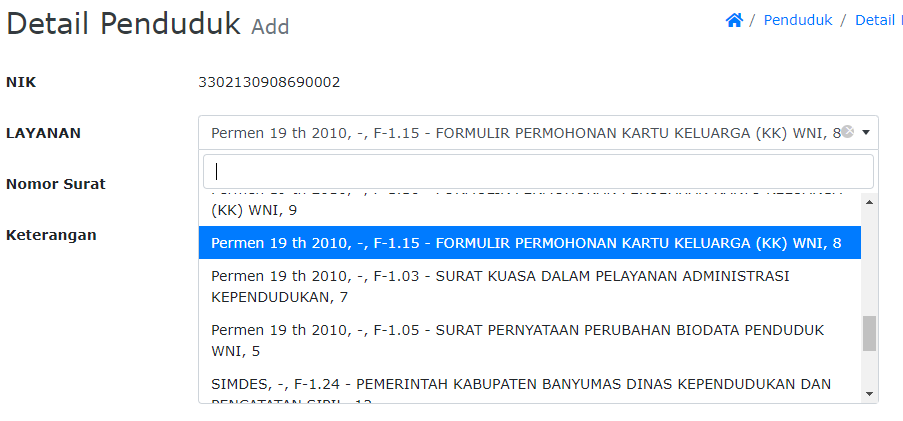 Detail Penduduk Add
/ Penduduk / Detail
NIK
3302130908690002
LAYANAN
Permen 19 th 2010, -, F-1.15 - FORMULIR PERMOHONAN KARTU KELUARGA (KK) WNI, 8
Nomor Surat
(KK) WNI, 9
Keterangan
Permen 19 th 2010, -, F-1.15 - FORMULIR PERMOHONAN KARTU KELUARGA (KK) WNI, 8
Permen 19 th 2010, -, F-1.03 - SURAT KUASA DALAM PELAYANAN ADMINISTRASI
KEPENDUDUKAN, 7
Permen 19 th 2010, -, F-1.05 - SURAT PERNYATAAN PERUBAHAN BIODATA PENDUDUK
WNI, 5
SIMDES, -, F-1.24 - PEMERINTAH KABUPATEN BANYUMAS DINAS KEPENDUDUKAN DAN
PENCATATAN SIPIL, 12